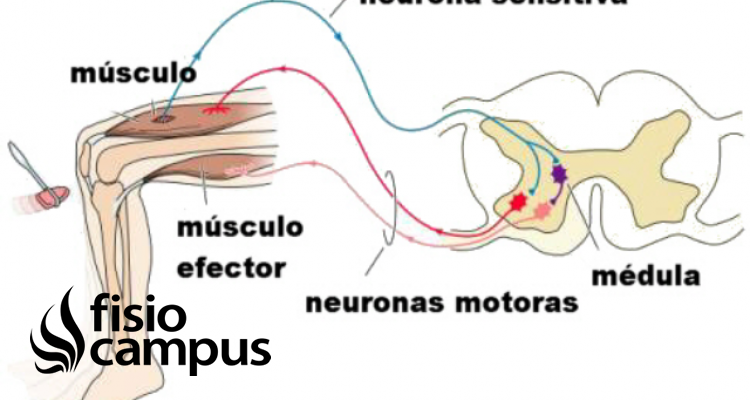 neurona sensitiva
músculo
músculo
efector
médula
neuronas motoras
fisio
campus